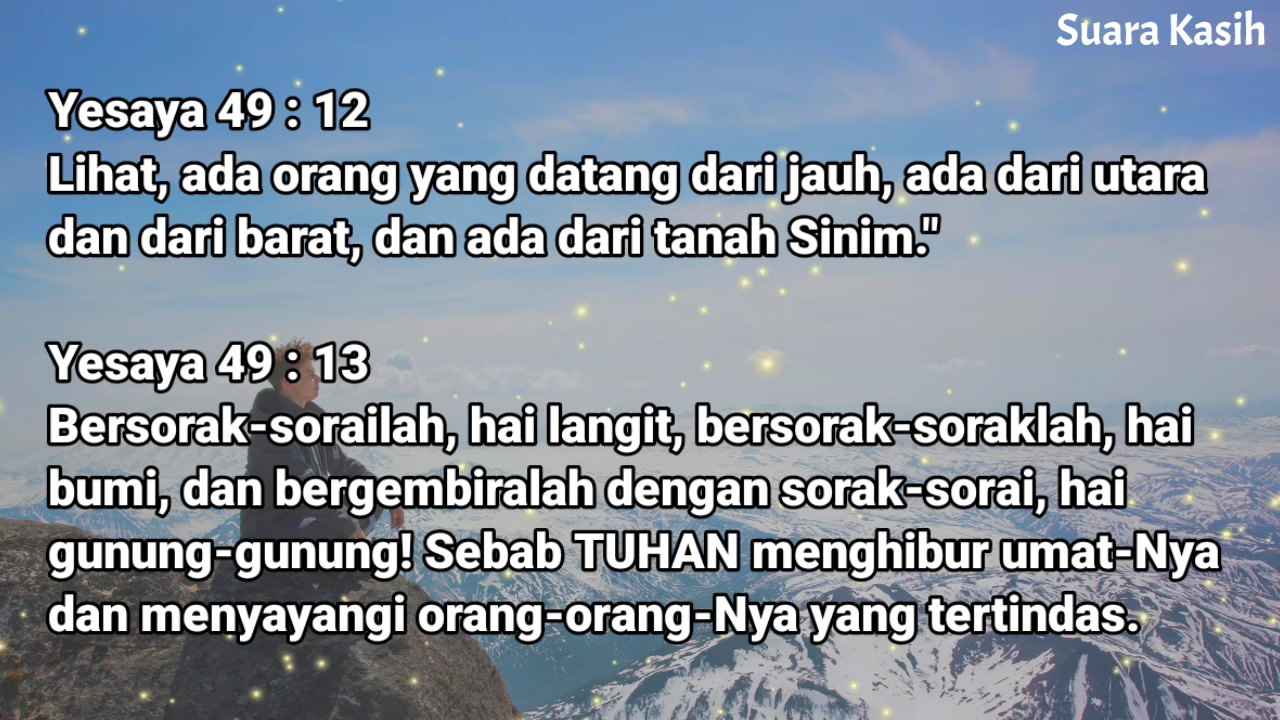 Suara Kasih
Yesaya 49 : 12
Lihat, ada orang yang datang dari jauh, ada dari utara
dan dari barat, dan ada dari tanah Sinim."
Yesaya 49 : 13
Bersorak-sorailah, hai langit, bersorak-soraklah, hai
bumi, dan bergembiralah dengan sorak-sorai, hai
gunung-gunung! Sebab TUHAN menghibur umat-Nya
dan menyayangi orang-orang-Nya yang tertindas.